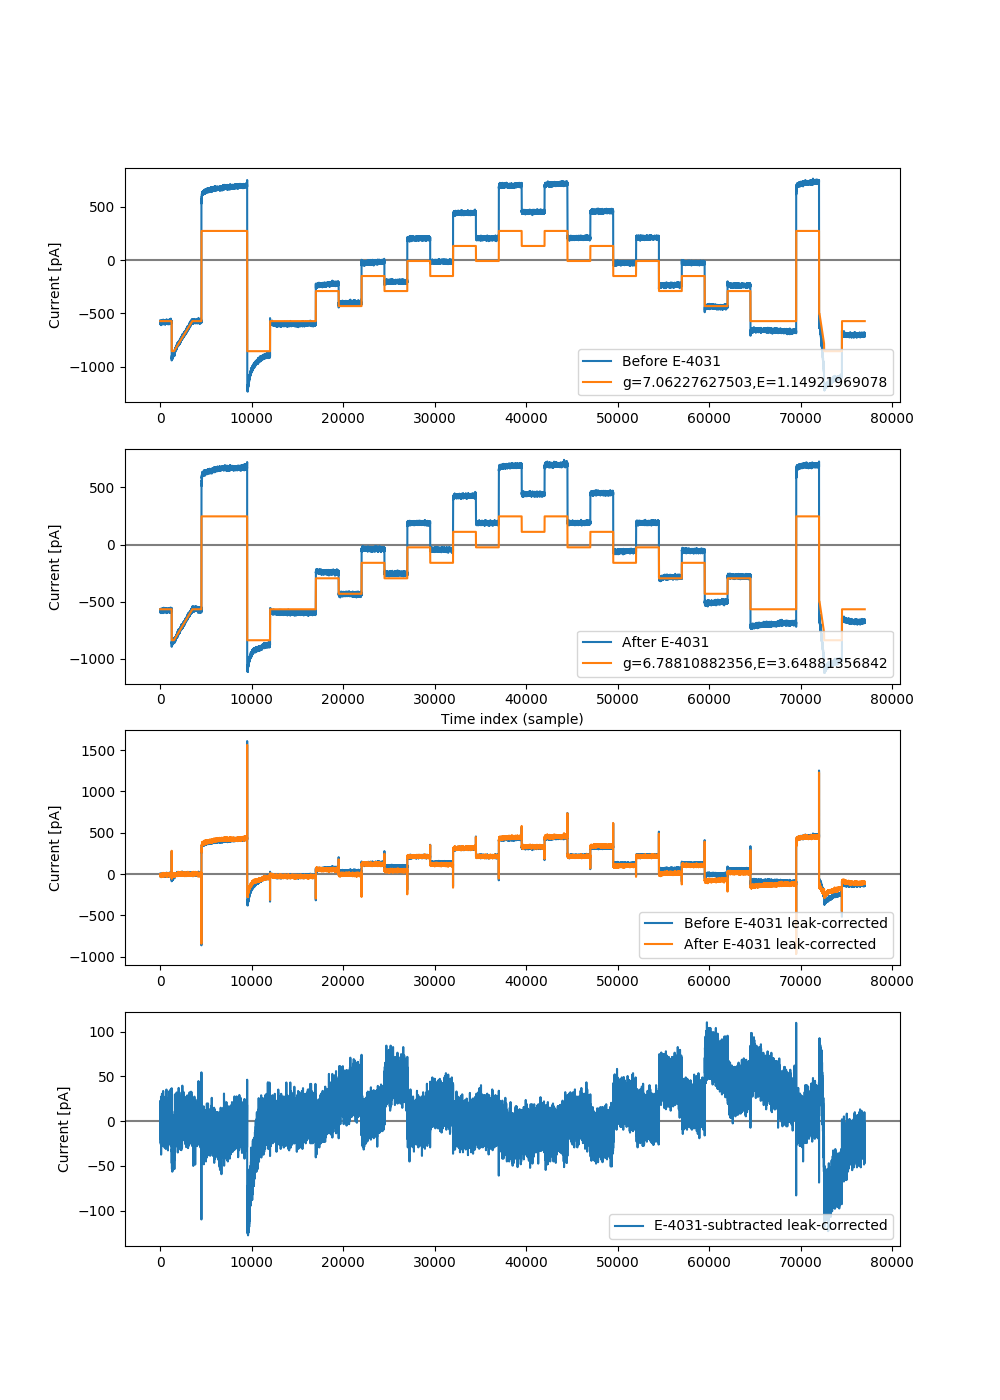 500
0
−500
−1000
Current [pA]
Before E-4031
g=7.06227627503,E=1.14921969078
0 10000 20000 30000 40000 50000 60000 70000 80000
500
0
−500
−1000
Current [pA]
After E-4031
g=6.78810882356,E=3.64881356842
0 10000 20000 30000 40000 50000 60000 70000 80000
Time index (sample)
1500
1000
500
0
−500
−1000
Current [pA]
Before E-4031 leak-corrected
After E-4031 leak-corrected
0 10000 20000 30000 40000 50000 60000 70000 80000
100
50
0
−50
−100
Current [pA]
E-4031-subtracted leak-corrected
0 10000 20000 30000 40000 50000 60000 70000 80000